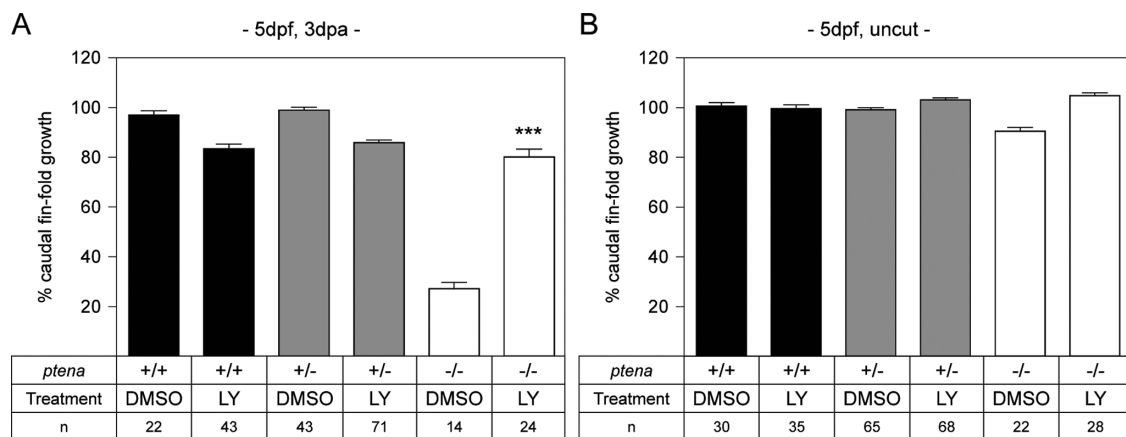 A
- 5dpf, 3dpa -
% caudal fin-fold growth
120
100
80
60
40
20
***
ptena +/+ +/+ +/- +/- -/- -/-
Treatment DMSO LY DMSO LY DMSO LY
n 22 43 43 71 14 24
B
- 5dpf, uncut -
% caudal fin-fold growth
120
100
80
60
40
20
ptena +/+ +/+ +/- +/- -/- -/-
Treatment DMSO LY DMSO LY DMSO LY
n 30 35 65 68 22 28